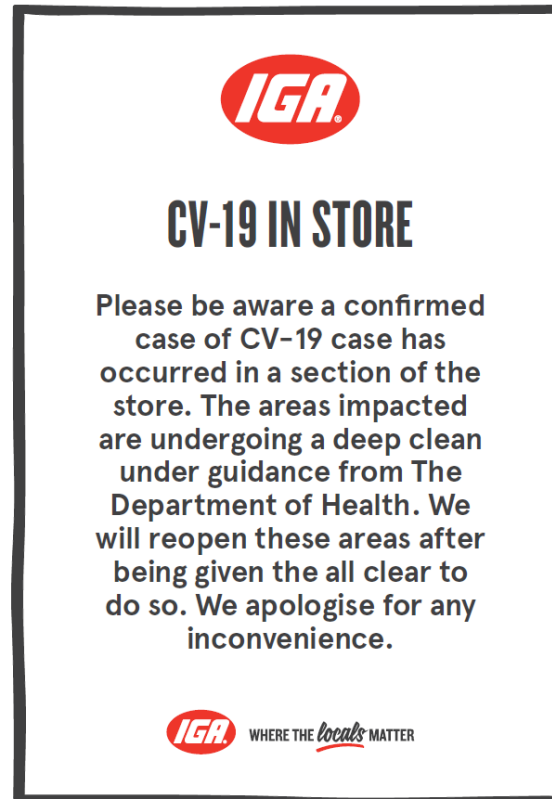 IGA®
CV-19 IN STORE
Please be aware a confirmed
case of CV-19 case has
occurred in a section of the
store. The areas impacted
are undergoing a deep clean
under guidance from The
Department of Health. We
will reopen these areas after
being given the all clear to
do so. We apologise for any
inconvenience.
IGA WHERE THE locals MATTER